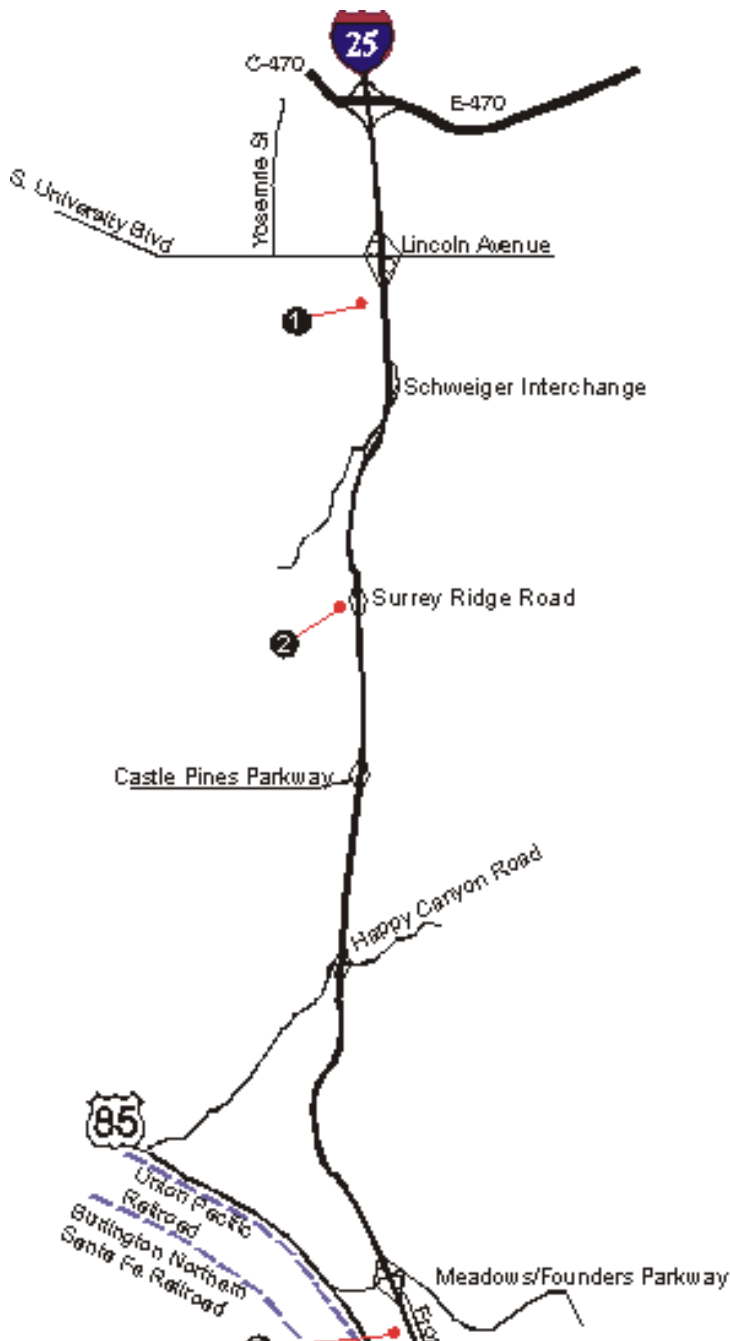 25
C-470
E-470
Yosemite St
S. University Blvd
Lincoln Avenue
1
Schweiger Interchange
Surrey Ridge Road
2
Castle Pines Parkway
Happy Canyon Road
85
Union Pacific
Railroad
Burlington Northern
Santa Fe Railroad
Meadows/Founders Parkway